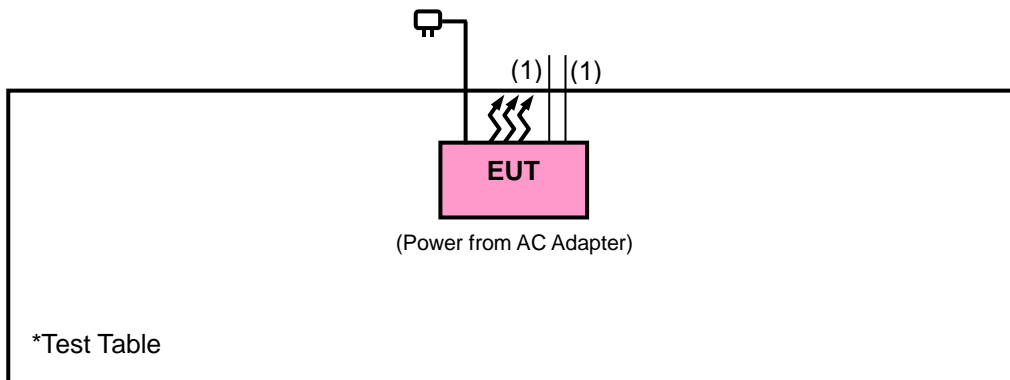 (1) (1)
EUT
(Power from AC Adapter)
*Test Table